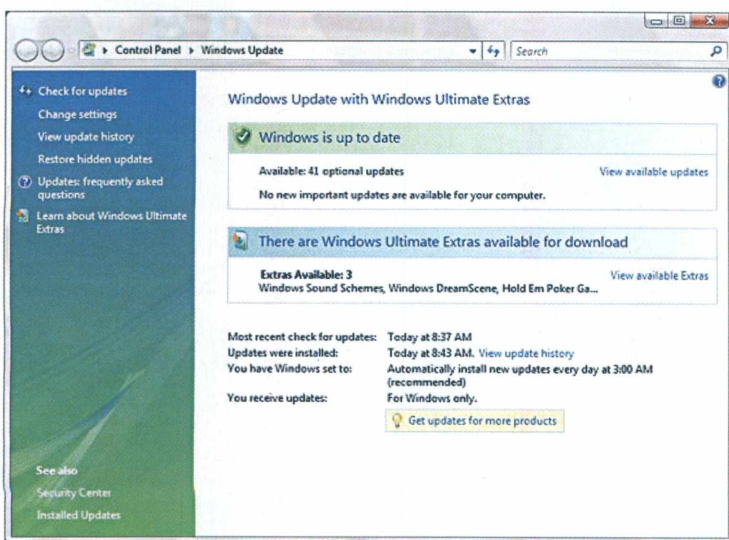 Control Panel
Windows Update
Search
Check for updates
Change settings
View update history
Restore hidden updates
Updates: frequently asked
questions
Learn about Windows Ultimate
Extras
See also
Security Center
Installed Updates
Windows Update with Windows Ultimate Extras
Windows is up to date
Available: 41 optional updates View available updates
No new important updates are available for your computer.
There are Windows Ultimate Extras available for download
Extras Available: 3 View available Extras
Windows Sound Schemes, Windows DreamScene, Hold Em Poker Ga...
Most recent check for updates: Today at 8:37 AM
Updates were installed: Today at 8:43 AM. View update history
You have Windows set to: Automatically install new updates every day at 3:00 AM
(recommended)
You receive updates: For Windows only.
Get updates for more products